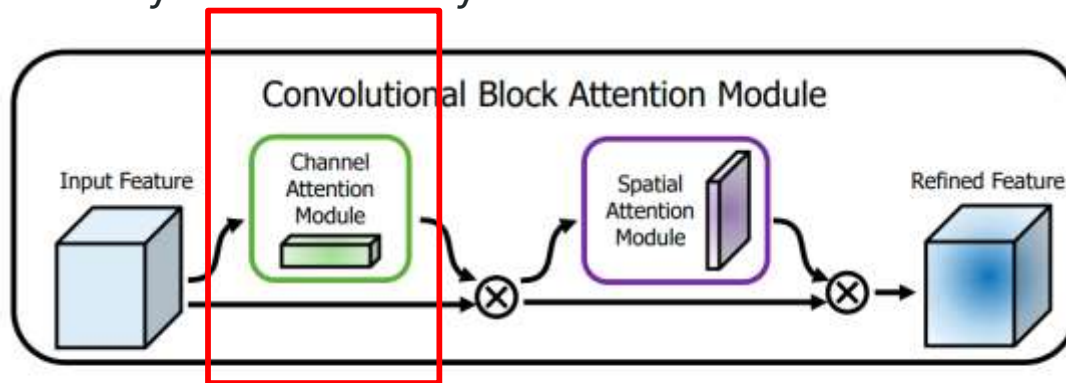 Convolutional Block Attention Module
Input Feature
Channel
Attention
Module
Spatial
Attention
Module
Refined Feature